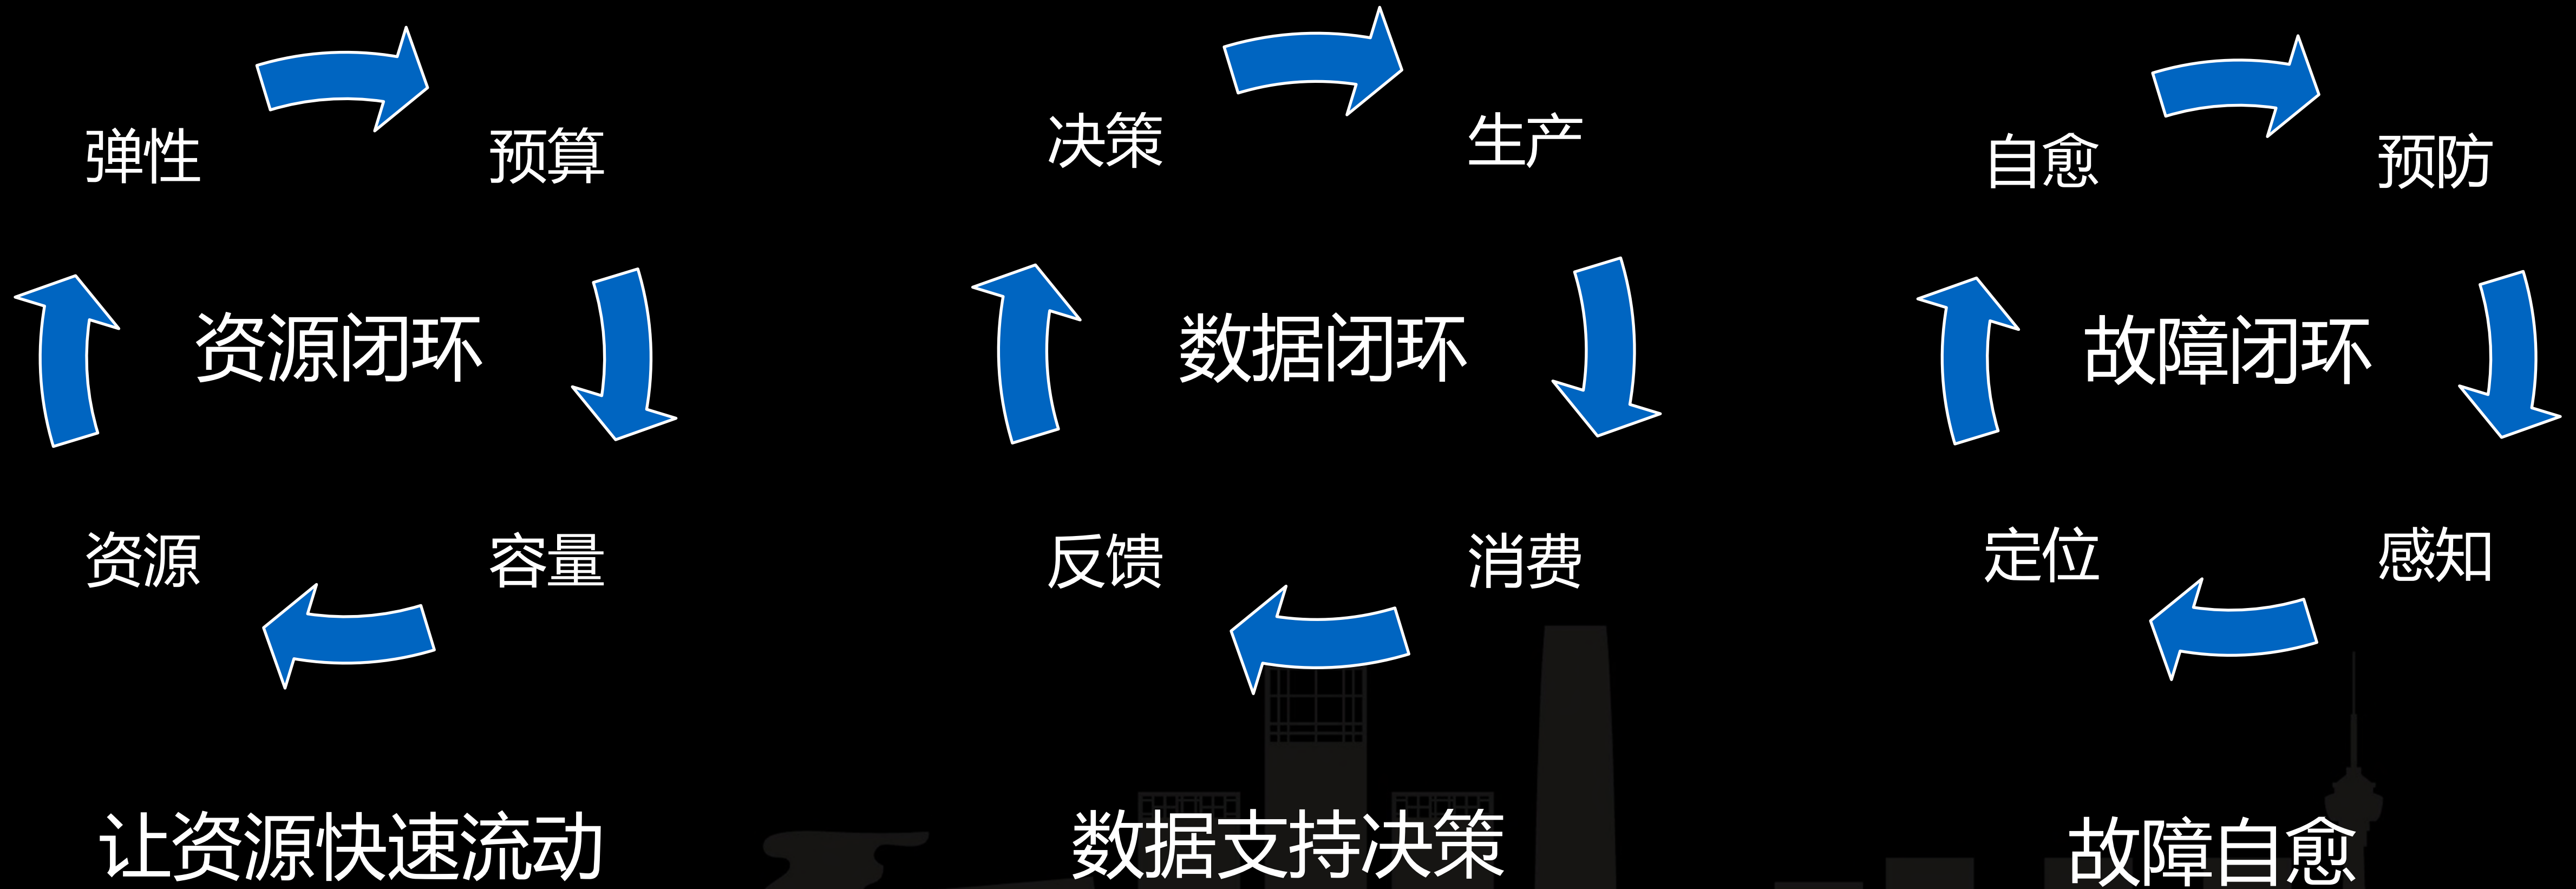 弹性
预算
资源闭环
资源
容量
让资源快速流动
决策
生产
数据闭环
反馈
消费
数据支持决策
自愈
预防
故障闭环
定位
感知
故障自愈